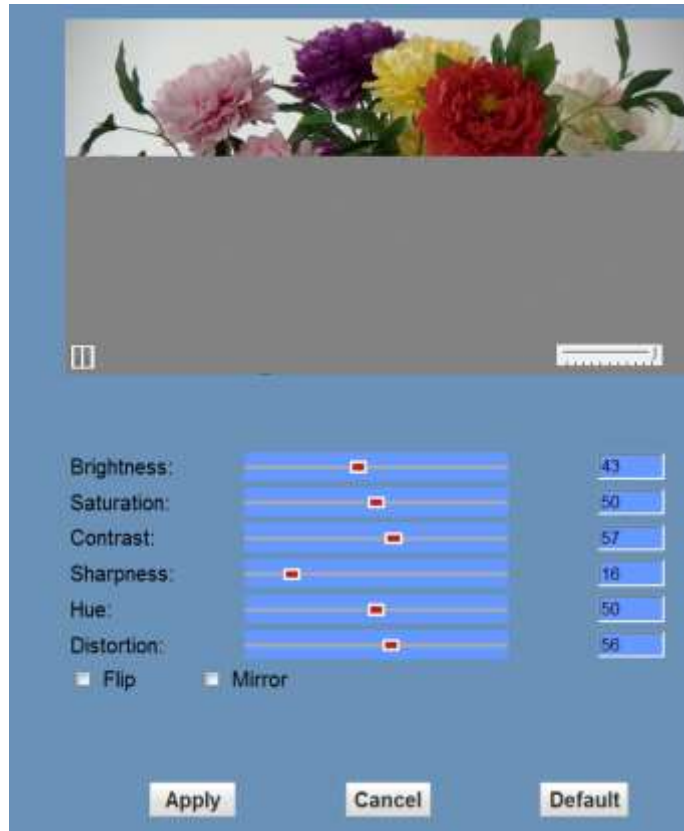 Brightness: 43
Saturation: 50
Contrast: 57
Sharpness: 16
Hue: 50
Distortion: 56
Flip Mirror
Apply Cancel Default